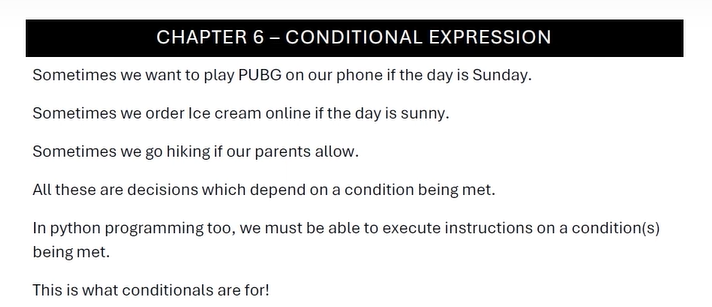 CHAPTER 6 – CONDITIONAL EXPRESSION
Sometimes we want to play PUBG on our phone if the day is Sunday.
Sometimes we order Ice cream online if the day is sunny.
Sometimes we go hiking if our parents allow.
All these are decisions which depend on a condition being met.
In python programming too, we must be able to execute instructions on a condition(s)
being met.
This is what conditionals are for!